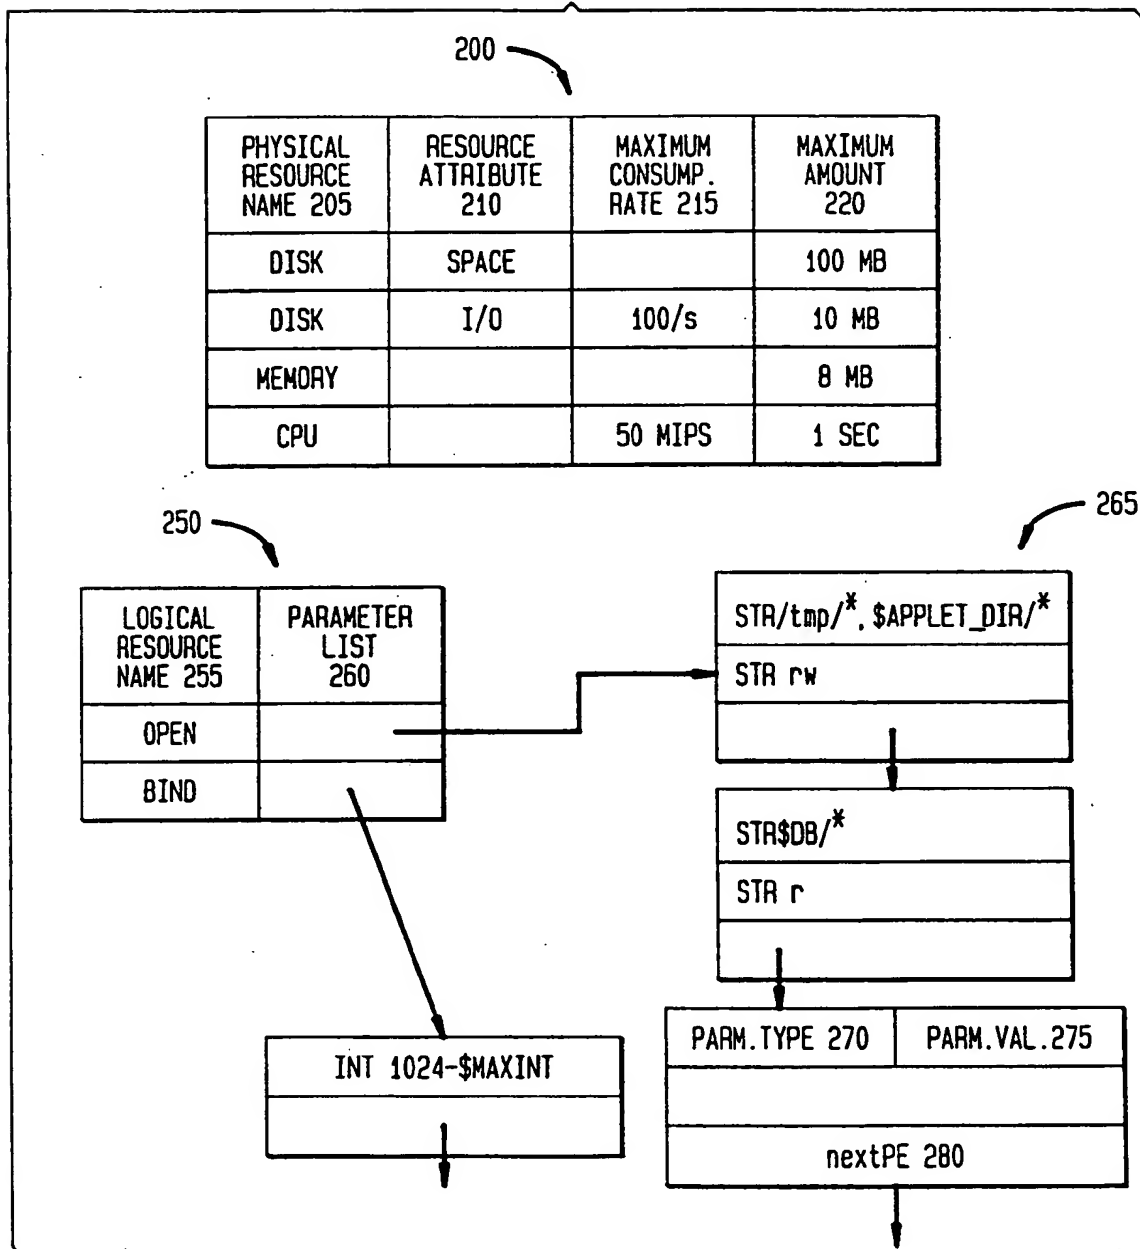 200
PHYSICAL
RESOURCE
NAME 205
RESOURCE
ATTRIBUTE
210
MAXIMUM
CONSUMP.
RATE 215
MAXIMUM
AMOUNT
220
DISK
SPACE
100 MB
DISK
I/O
100/s
10 MB
MEMORY
8 MB
CPU
50 MIPS
1 SEC
250
LOGICAL
RESOURCE
NAME 255
PARAMETER
LIST
260
OPEN
BIND
265
STR/tmp/*, $APPLET_DIR/*
STR rw
STR$DB/*
STR r
PARM.TYPE 270
PARM.VAL.275
nextPE 280
INT 1024-$MAXINT